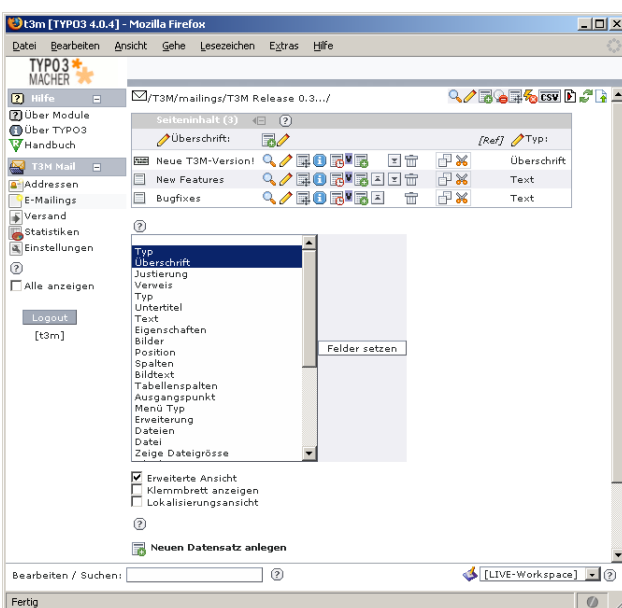 t3m [TYPO3 4.0.4] - Mozilla Firefox
Datei Bearbeiten Ansicht Gehe Lesezeichen Extras Hilfe
TYPO3
MACHER
Hilfe
Über Module
Über TYPO3
Handbuch
T3M Mail
Addressen
E-Mailings
Versand
Statistiken
Einstellungen
Alle anzeigen
Logout
[t3m]
/T3M/mailings/T3M Release 0.3.../
CSV
Seiteninhalt (3)
Überschrift: [Ref] Typ:
Neue T3M-Version! Überschrift
New Features Text
Bugfixes Text
Typ
Überschrift
Justierung
Verweis
Typ
Untertitel
Text
Eigenschaften
Bilder
Position
Spalten
Bildtext
Tabellenspalten
Ausgangspunkt
Menü Typ
Erweiterung
Dateien
Datei
Zeige Dateigrösse
Felder setzen
Erweiterte Ansicht
Klemmbrett anzeigen
Lokalisierungsansicht
Neuen Datensatz anlegen
Bearbeiten / Suchen: [LIVE-Workspace]
Fertig